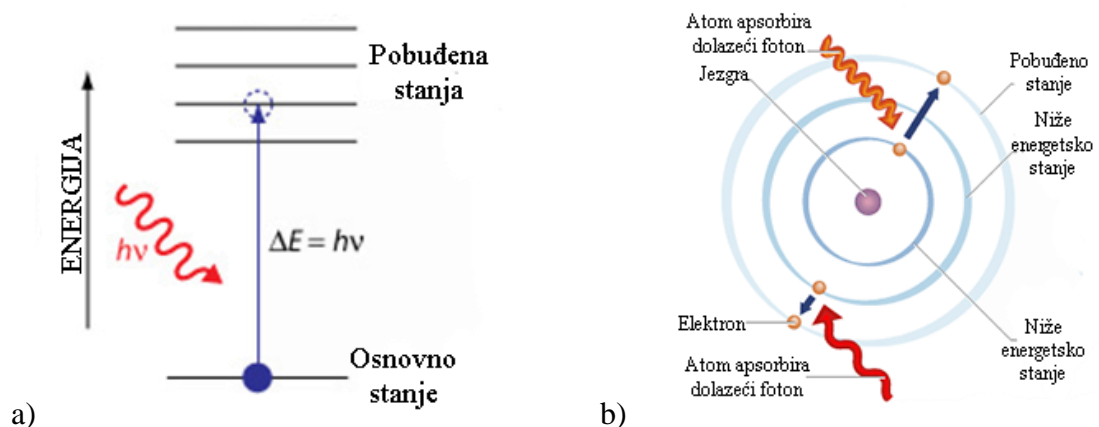 ENERGIJA
Pobuđena
stanja
hν
ΔE = hν
Osnovno
stanje
a)
Atom apsorbira
dolazeći foton
Jezgra
Pobuđeno
stanje
Niže
energetsko
stanje
Elektron
Niže
energetsko
stanje
Atom apsorbira
dolazeći foton
b)